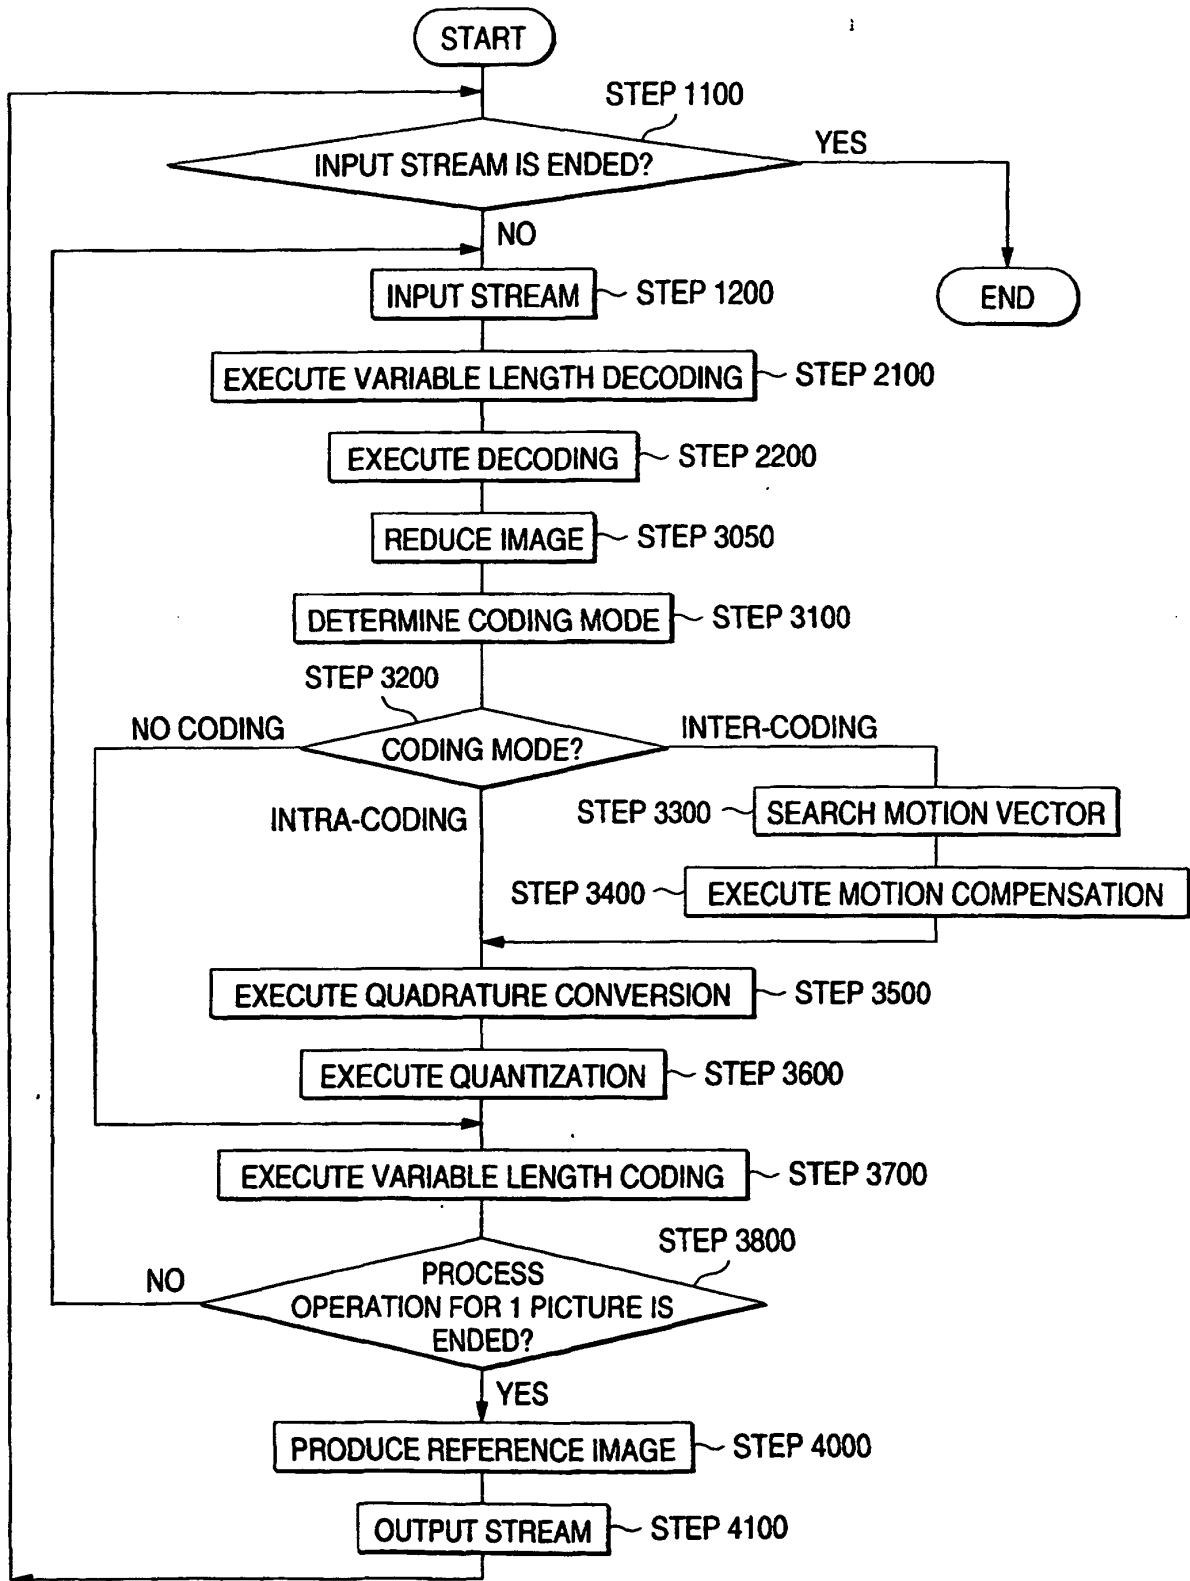 START
STEP 1100
INPUT STREAM IS ENDED?
YES
NO
INPUT STREAM
STEP 1200
END
EXECUTE VARIABLE LENGTH DECODING
STEP 2100
EXECUTE DECODING
STEP 2200
REDUCE IMAGE
STEP 3050
DETERMINE CODING MODE
STEP 3100
STEP 3200
NO CODING
CODING MODE?
INTER-CODING
INTRA-CODING
STEP 3300
SEARCH MOTION VECTOR
STEP 3400
EXECUTE MOTION COMPENSATION
EXECUTE QUADRATURE CONVERSION
STEP 3500
EXECUTE QUANTIZATION
STEP 3600
EXECUTE VARIABLE LENGTH CODING
STEP 3700
STEP 3800
NO
PROCESS
OPERATION FOR 1 PICTURE IS
ENDED?
YES
PRODUCE REFERENCE IMAGE
STEP 4000
OUTPUT STREAM
STEP 4100